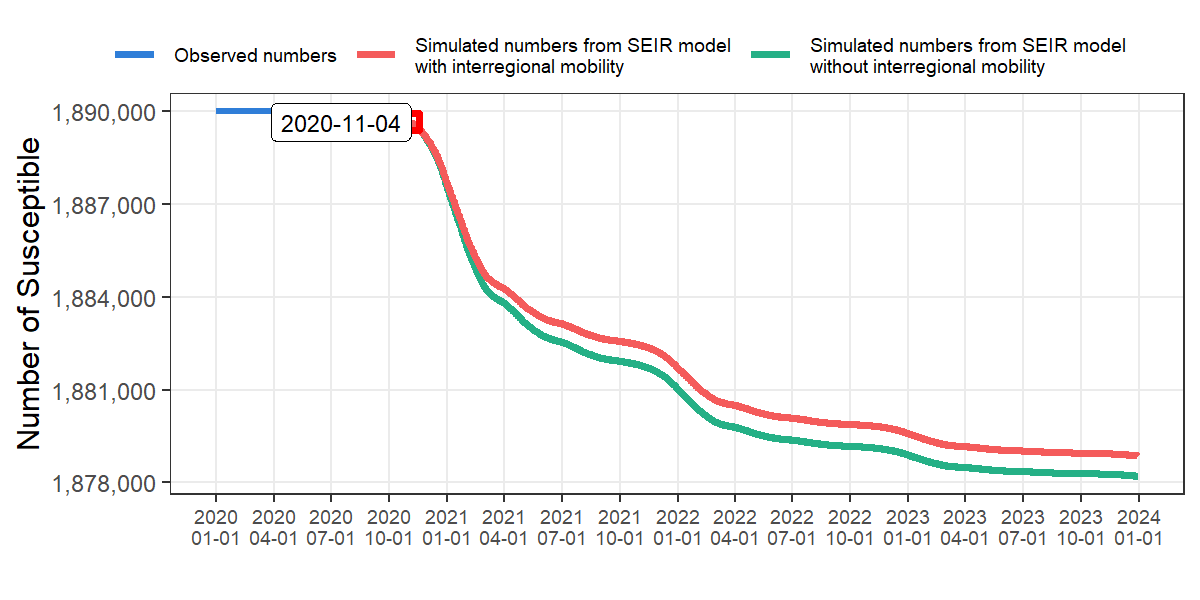 Observed numbers
Simulated numbers from SEIR model
with interregional mobility
Simulated numbers from SEIR model
without interregional mobility
Number of Susceptible
1,890,000
1,887,000
1,884,000
1,881,000
1,878,000
2020-11-04
2020 2020 2020 2020 2021 2021 2021 2021 2022 2022 2022 2022 2023 2023 2023 2023 2024
01-01 04-01 07-01 10-01 01-01 04-01 07-01 10-01 01-01 04-01 07-01 10-01 01-01 04-01 07-01 10-01 01-01